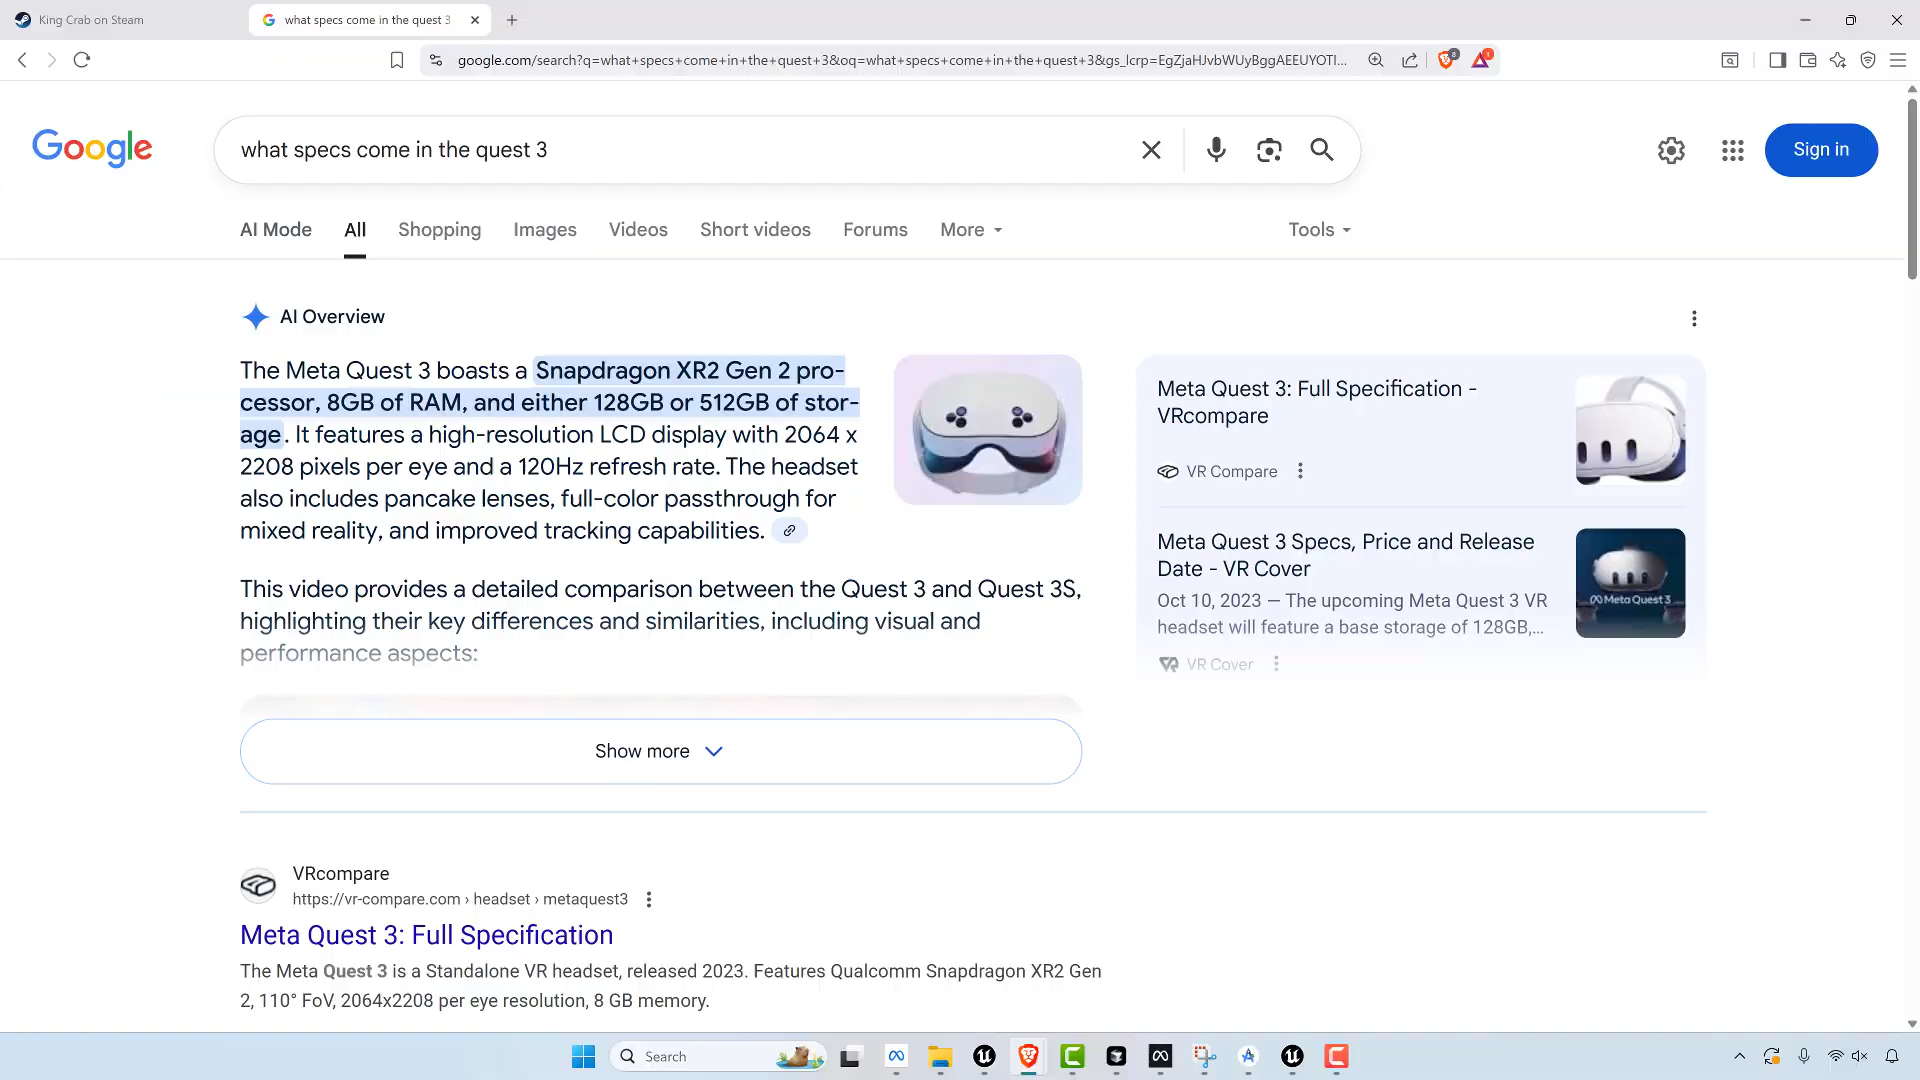 King Crab on Steam
what specs come in the quest 3
google.com/search?q=what+specs+come+in+the+quest+3&oq=what+specs+come+in+the+quest+3&gs_lcrp=EgZjaHJvbWUyBggAEEUYOTI...
8
1
Google
what specs come in the quest 3
Sign in
AI Mode
All
Shopping
Images
Videos
Short videos
Forums
More
Tools
AI Overview
The Meta Quest 3 boasts a Snapdragon XR2 Gen 2 pro-
cessor, 8GB of RAM, and either 128GB or 512GB of stor-
age. It features a high-resolution LCD display with 2064 x
2208 pixels per eye and a 120Hz refresh rate. The headset
also includes pancake lenses, full-color passthrough for
mixed reality, and improved tracking capabilities.
This video provides a detailed comparison between the Quest 3 and Quest 3S,
highlighting their key differences and similarities, including visual and
performance aspects:
Show more
Meta Quest 3: Full Specification -
VRcompare
VR Compare
Meta Quest 3 Specs, Price and Release
Date - VR Cover
Oct 10, 2023 — The upcoming Meta Quest 3 VR
headset will feature a base storage of 128GB,...
VR Cover
Meta Quest 3
VRcompare
https://vr-compare.com › headset › metaquest3
Meta Quest 3: Full Specification
The Meta Quest 3 is a Standalone VR headset, released 2023. Features Qualcomm Snapdragon XR2 Gen
2, 110° FoV, 2064x2208 per eye resolution, 8 GB memory.
Search